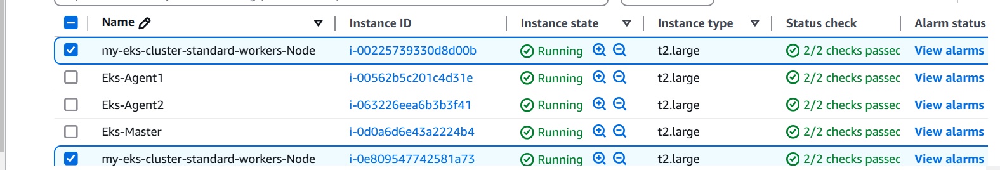 Name Instance ID Instance state Instance type Status check Alarm status
my-eks-cluster-standard-workers-Node i-00225739330d8d00b Running t2.large 2/2 checks passec View alarms
Eks-Agent1 i-00562b5c201c4d31e Running t2.large 2/2 checks passec View alarms
Eks-Agent2 i-063226eea6b3b3f41 Running t2.large 2/2 checks passec View alarms
Eks-Master i-0d0a6d6e43a2224b4 Running t2.large 2/2 checks passec View alarms
my-eks-cluster-standard-workers-Node i-0e809547742581a73 Running t2.large 2/2 checks passec View alarms